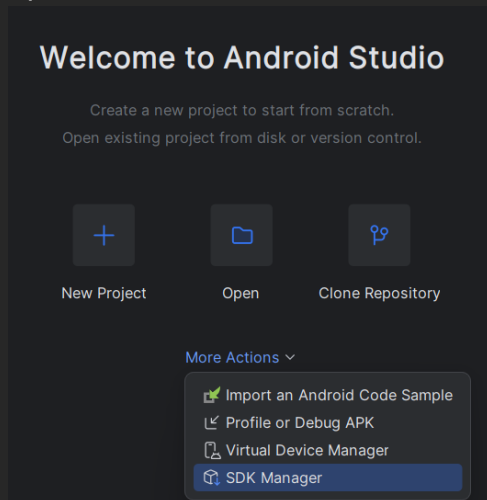 Welcome to Android Studio
Create a new project to start from scratch.
Open existing project from disk or version control.
New Project
Open
Clone Repository
More Actions
Import an Android Code Sample
Profile or Debug APK
Virtual Device Manager
SDK Manager